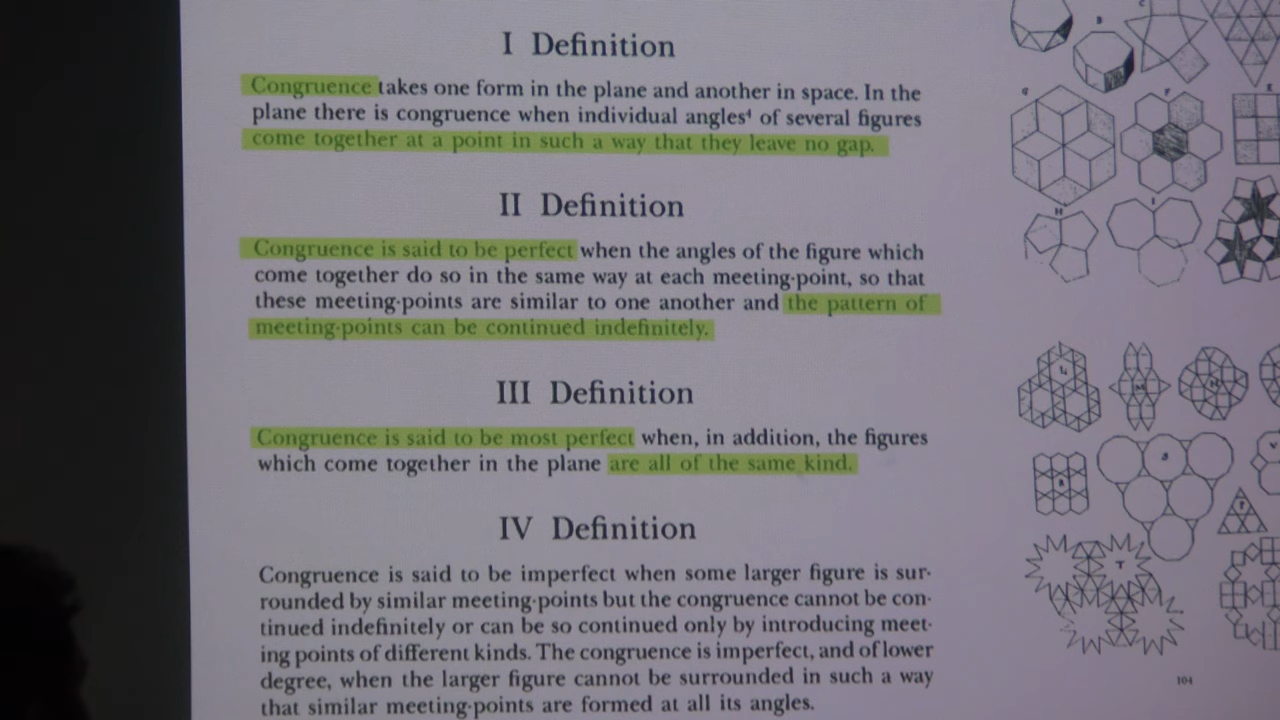 I Definition
Congruence takes one form in the plane and another in space. In the
plane there is congruence when individual angles⁴ of several figures
come together at a point in such a way that they leave no gap.
II Definition
Congruence is said to be perfect when the angles of the figure which
come together do so in the same way at each meeting-point, so that
these meeting-points are similar to one another and the pattern of
meeting-points can be continued indefinitely.
III Definition
Congruence is said to be most perfect when, in addition, the figures
which come together in the plane are all of the same kind.
IV Definition
Congruence is said to be imperfect when some larger figure is sur-
rounded by similar meeting-points but the congruence cannot be con-
tinued indefinitely or can be so continued only by introducing meet-
ing points of different kinds. The congruence is imperfect, and of lower
degree, when the larger figure cannot be surrounded in such a way
that similar meeting-points are formed at all its angles.
B
C
G
F
E
H
I
L
M
N
R
S
T
104